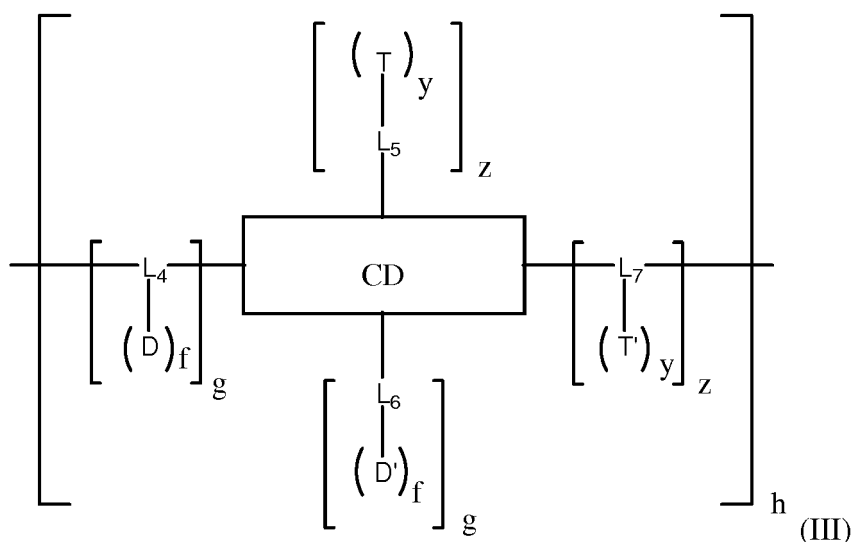 ( T ) y
L5
z
L4
CD
L7
( D ) f
g
( T' ) y
z
L6
( D' ) f
g
h
(III)